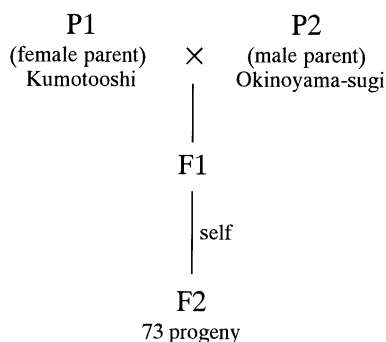 P1 × P2
(female parent) (male parent)
Kumotooshi Okinoyama-sugi
F1
self
F2
73 progeny